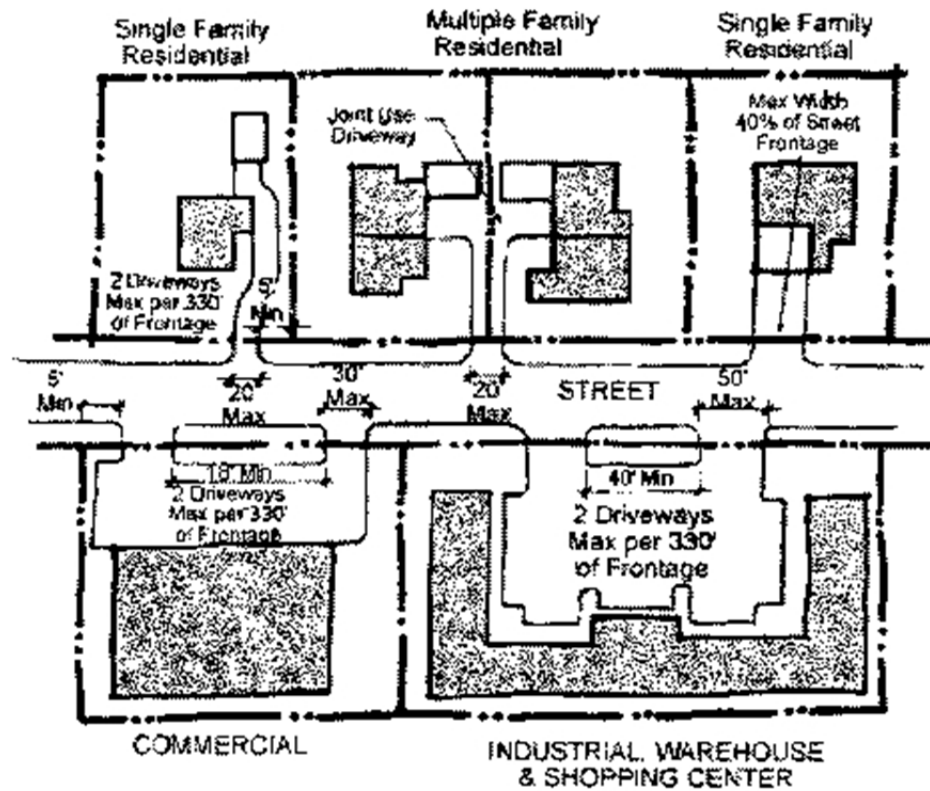 Single Family
Residential
Multiple Family
Residential
Single Family
Residential
Joint Use
Driveway
Max Width
40% of Street
Frontage
2 Driveways
Max per 330'
of Frontage
5'
Min
5'
Min
20'
Max
30'
Max
20'
Max
STREET
50'
Max
18' Min
2 Driveways
Max per 330'
of Frontage
40' Min
2 Driveways
Max per 330'
of Frontage
COMMERCIAL
INDUSTRIAL, WAREHOUSE
& SHOPPING CENTER